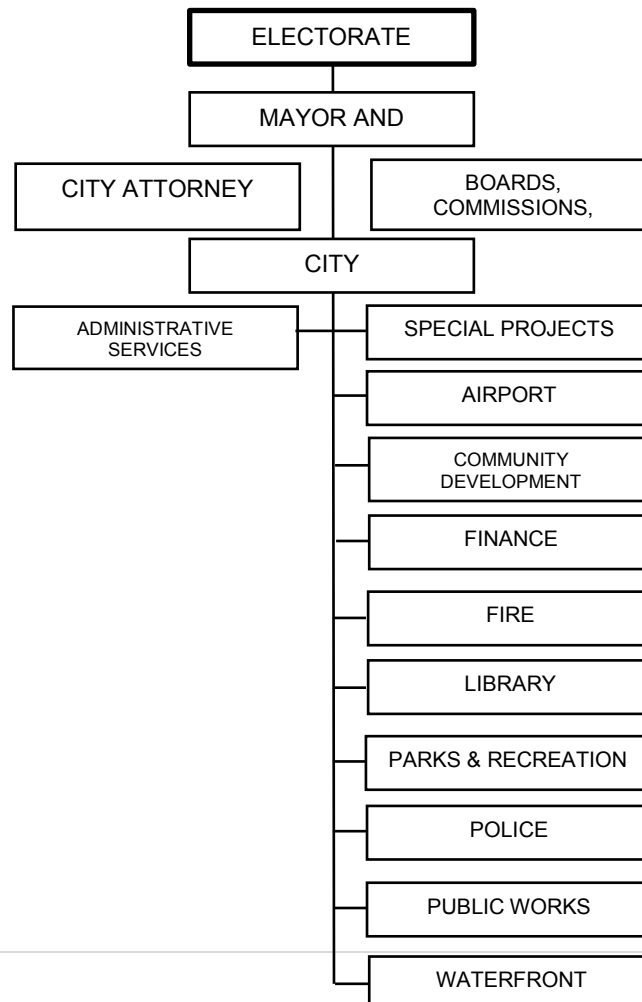 ELECTORATE
MAYOR AND
CITY ATTORNEY
BOARDS,
COMMISSIONS,
CITY
ADMINISTRATIVE
SERVICES
SPECIAL PROJECTS
AIRPORT
COMMUNITY
DEVELOPMENT
FINANCE
FIRE
LIBRARY
PARKS & RECREATION
POLICE
PUBLIC WORKS
WATERFRONT